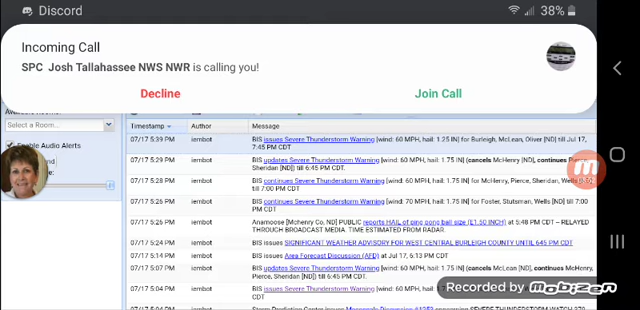 Discord
38%
Incoming Call
SPC Josh Tallahassee NWS NWR is calling you!
Decline
Join Call
Select a Room...
Enable Audio Alerts
Timestamp
Author
Message
07/17 5:39 PM
iembot
BIS issues Severe Thunderstorm Warning [wind: 60 MPH, hail: 1.25 IN] for Burleigh, McLean, Oliver [ND] till Jul 17,
7:45 PM CDT
07/17 5:29 PM
iembot
BIS updates Severe Thunderstorm Warning [wind: 60 MPH, hail: 1.75 IN] (cancels McHenry [ND], continues Pierce,
Sheridan [ND]) till 6:45 PM CDT.
07/17 5:28 PM
iembot
BIS continues Severe Thunderstorm Warning [wind: 60 MPH, hail: 1.75 IN] for McHenry, Pierce, Sheridan, Wells
till 7:00 PM CDT
07/17 5:26 PM
iembot
BIS continues Severe Thunderstorm Warning [wind: 70 MPH, hail: 1.75 IN] for Foster, Stutsman, Wells [ND] till 7:00
PM CDT
07/17 5:26 PM
iembot
Anamoose [Mchenry Co, ND] PUBLIC reports HAIL of ping pong ball size (E1.50 INCH) at 5:48 PM CDT -- RELAYED
THROUGH BROADCAST MEDIA. TIME ESTIMATED FROM RADAR.
07/17 5:24 PM
iembot
BIS issues SIGNIFICANT WEATHER ADVISORY FOR WEST CENTRAL BURLEIGH COUNTY UNTIL 645 PM CDT
07/17 5:14 PM
iembot
BIS issues Area Forecast Discussion (AFD) at Jul 17, 6:13 PM CDT
07/17 5:07 PM
iembot
BIS updates Severe Thunderstorm Warning [wind: 60 MPH, hail: 1.75 IN] (cancels McLean [ND], continues McHenry,
Pierce, Sheridan [ND]) till 6:45 PM CDT.
07/17 5:04 PM
iembot
BIS issues Severe Thunderstorm Warning [wind: 60 MPH, hail:
CDT
07/17 5:04 PM
iembot
Recorded by Mobizen